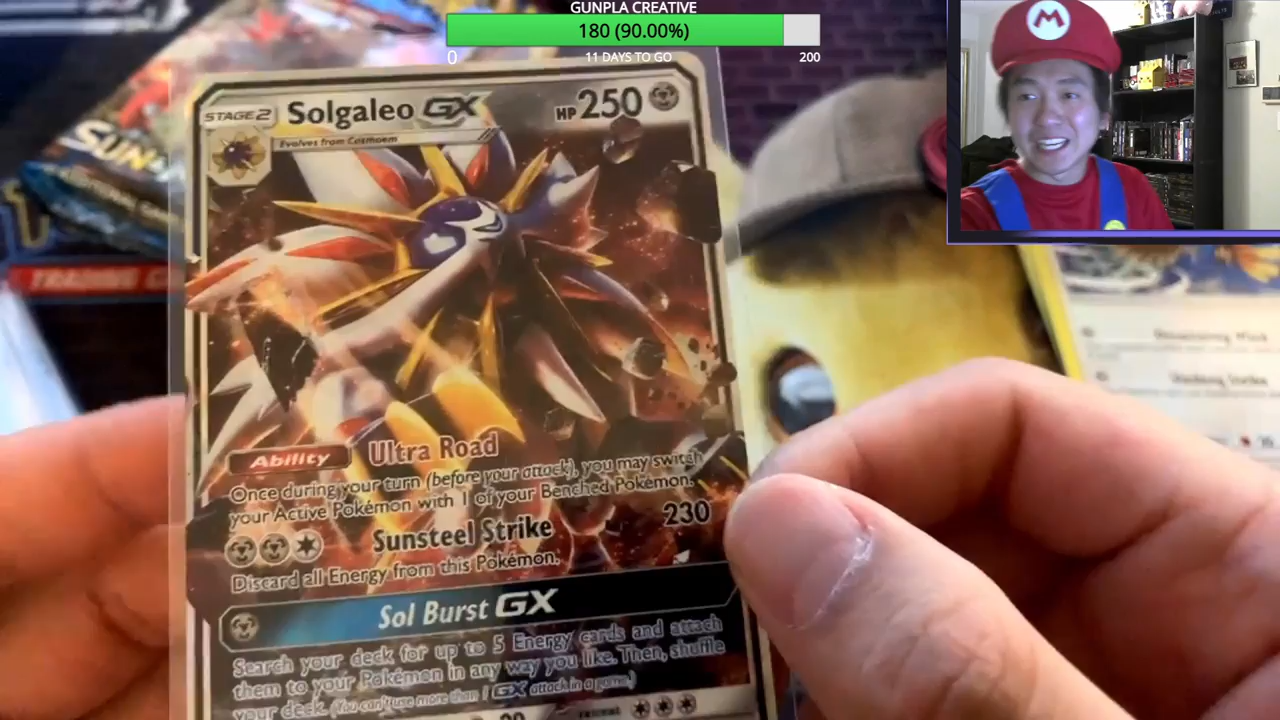 GUNPLA CREATIVE
180 (90.00%)
0 11 DAYS TO GO 200
STAGE 2 Solgaleo GX HP 250
Evolves from Cosmoem
SUN
TRADING C
Ability Ultra Road
Once during your turn (before your attack), you may switch
your Active Pokémon with 1 of your Benched Pokémon.
Sunsteel Strike 230
Discard all Energy from this Pokémon.
Sol Burst GX
Search your deck for up to 5 Energy cards and attach
them to your Pokémon in any way you like. Then, shuffle
your deck. (You can't use more than 1 GX attack in a game.)
M